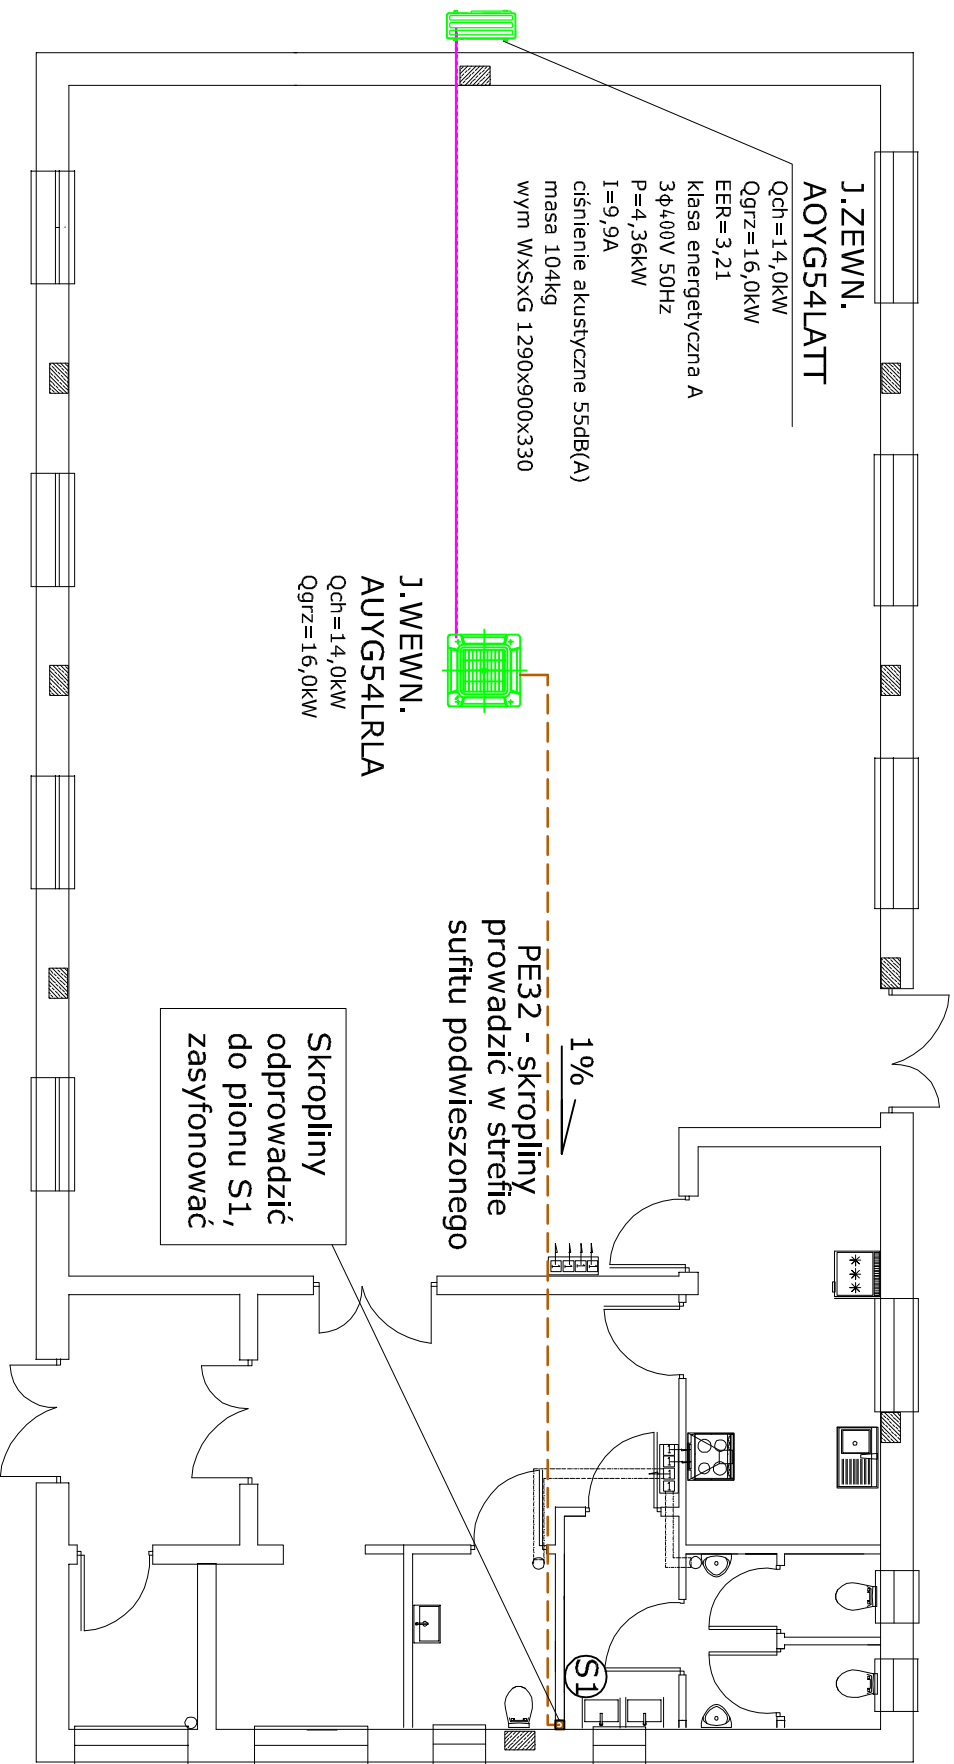 J.ZEWN.
AOYG54LATT
Qch=14,0kW
Qgrz=16,0kW
EER=3,21
klasa energetyczna A
3ϕ400V 50Hz
P=4,36kW
I=9,9A
ciśnienie akustyczne 55dB(A)
masa 104kg
wym WxSxG 1290x900x330
J.WEWN.
AUYG54LRLA
Qch=14,0kW
Qgrz=16,0kW
1%
PE32 - skropliny
prowadzić w strefie
sufitu podwieszonego
Skropliny
odprowadzić
do pionu S1,
zasyfonować
S1